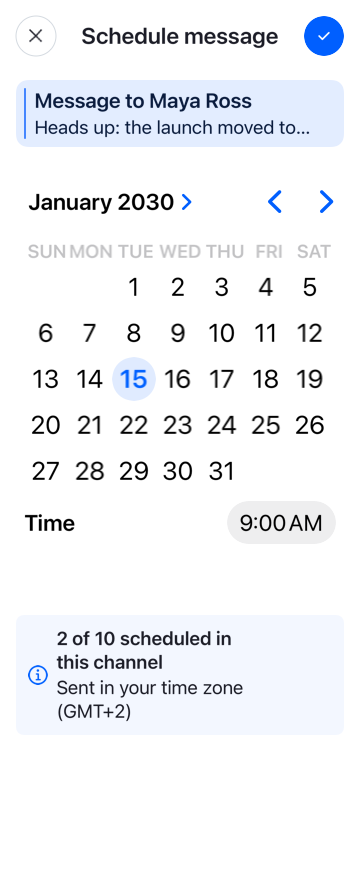 Schedule message
Message to Maya Ross
Heads up: the launch moved to...
January 2030
SUN MON TUE WED THU FRI SAT
1 2 3 4 5
6 7 8 9 10 11 12
13 14 15 16 17 18 19
20 21 22 23 24 25 26
27 28 29 30 31
Time 9:00 AM
2 of 10 scheduled in
this channel
Sent in your time zone
(GMT+2)